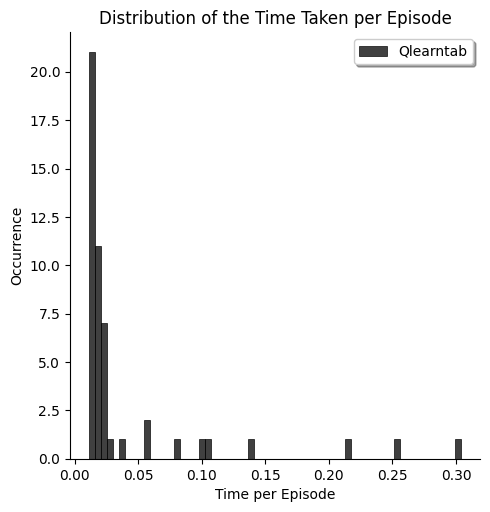 Distribution of the Time Taken per Episode
Qlearntab
20.0
17.5
15.0
12.5
10.0
7.5
5.0
2.5
0.0
Occurrence
0.00 0.05 0.10 0.15 0.20 0.25 0.30
Time per Episode